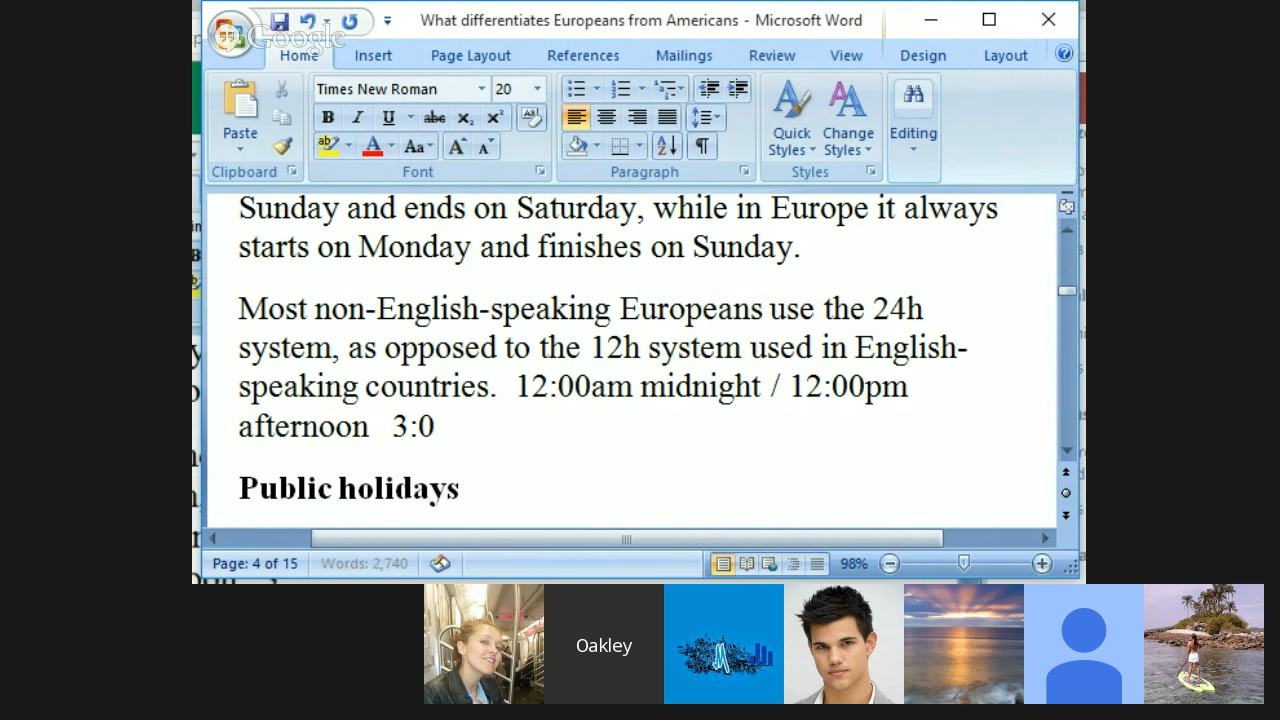 What differentiates Europeans from Americans - Microsoft Word
Google
Home Insert Page Layout References Mailings Review View Design Layout
Times New Roman 20
Paste
Quick Styles
Change Styles
Editing
Clipboard Font Paragraph Styles
Sunday and ends on Saturday, while in Europe it always
starts on Monday and finishes on Sunday.
Most non-English-speaking Europeans use the 24h
system, as opposed to the 12h system used in English-
speaking countries. 12:00am midnight / 12:00pm
afternoon 3:0
Public holidays
Page: 4 of 15 Words: 2,740 98%
Oakley